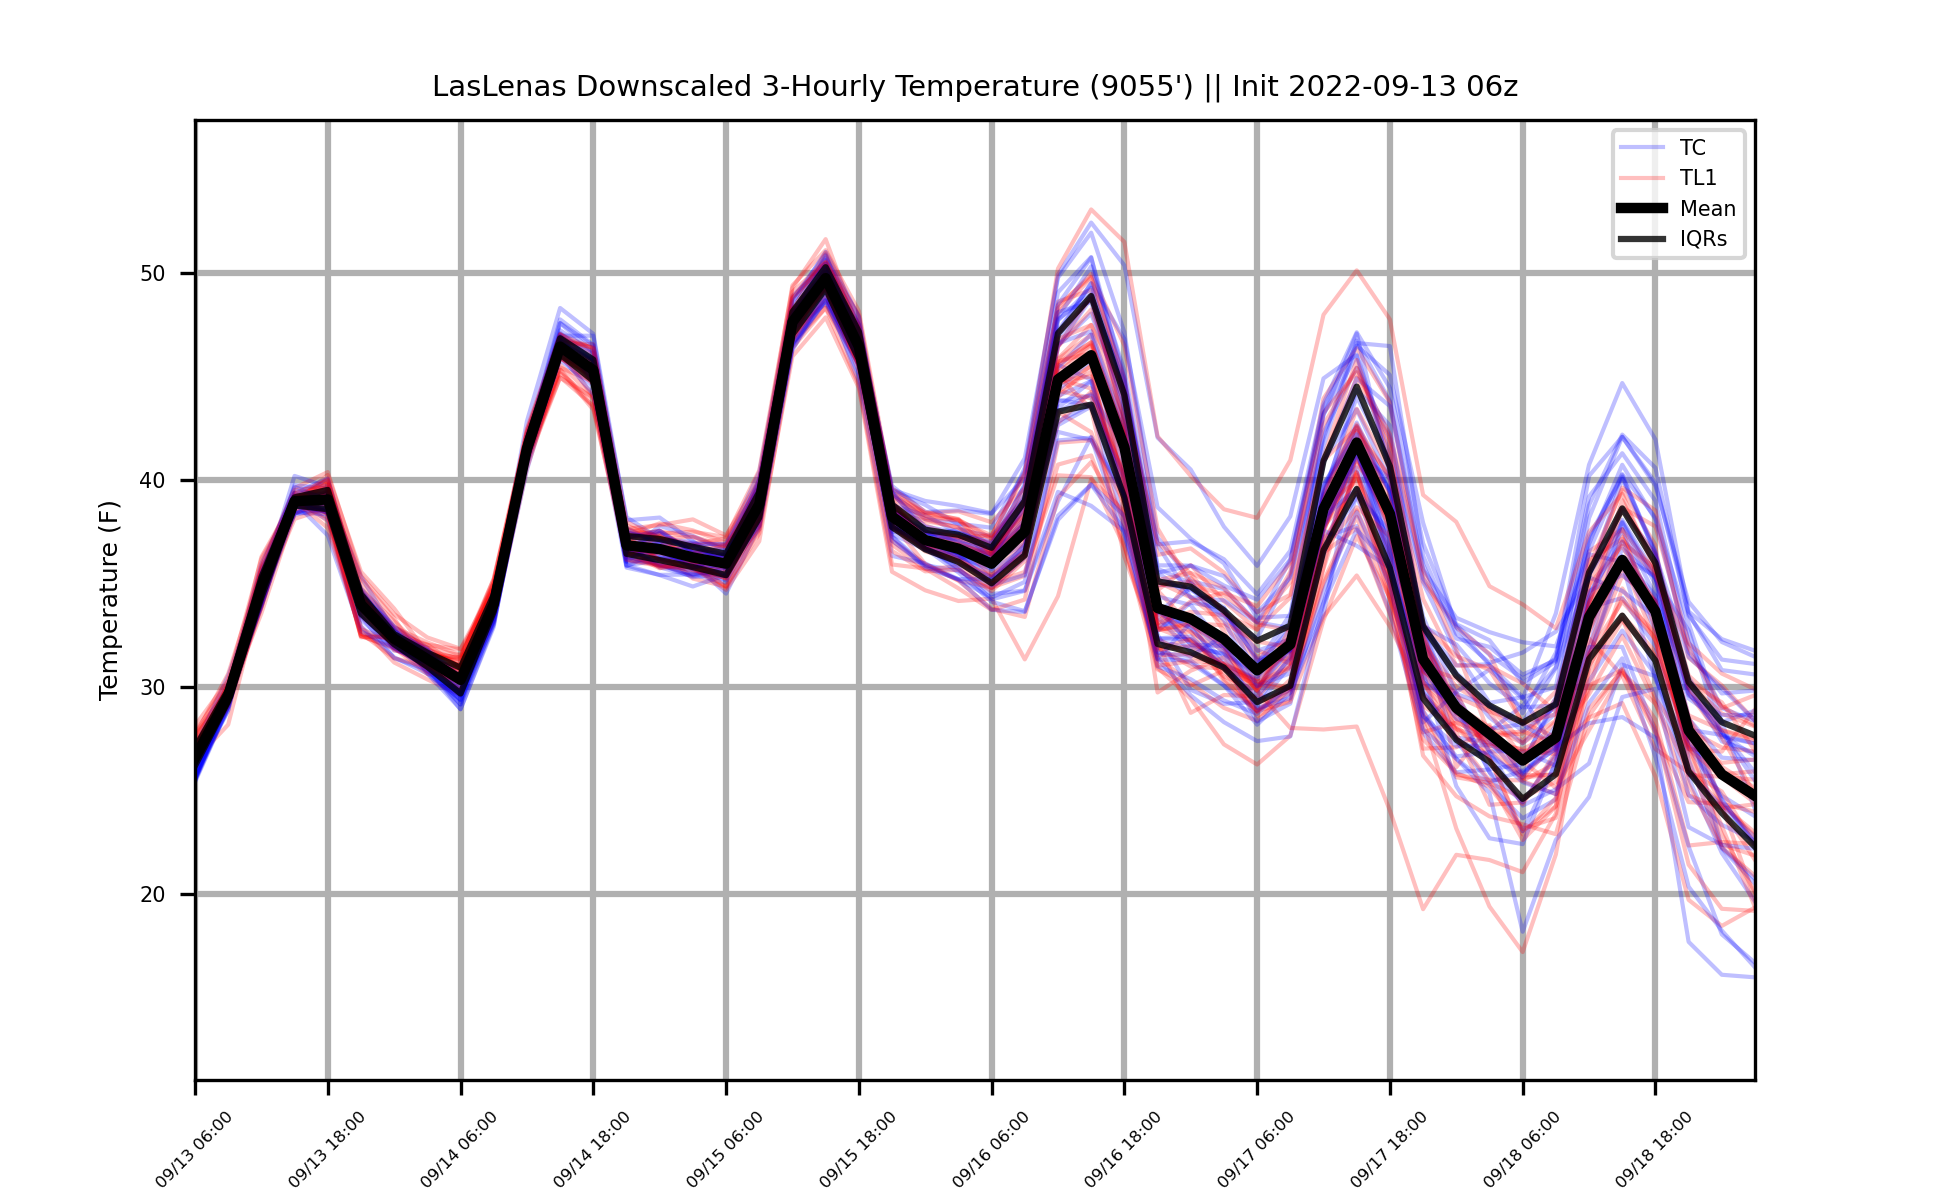 LasLenas Downscaled 3-Hourly Temperature (9055') || Init 2022-09-13 06z
TC
TL1
Mean
IQRs
Temperature (F)
50
40
30
20
09/13 06:00
09/13 18:00
09/14 06:00
09/14 18:00
09/15 06:00
09/15 18:00
09/16 06:00
09/16 18:00
09/17 06:00
09/17 18:00
09/18 06:00
09/18 18:00